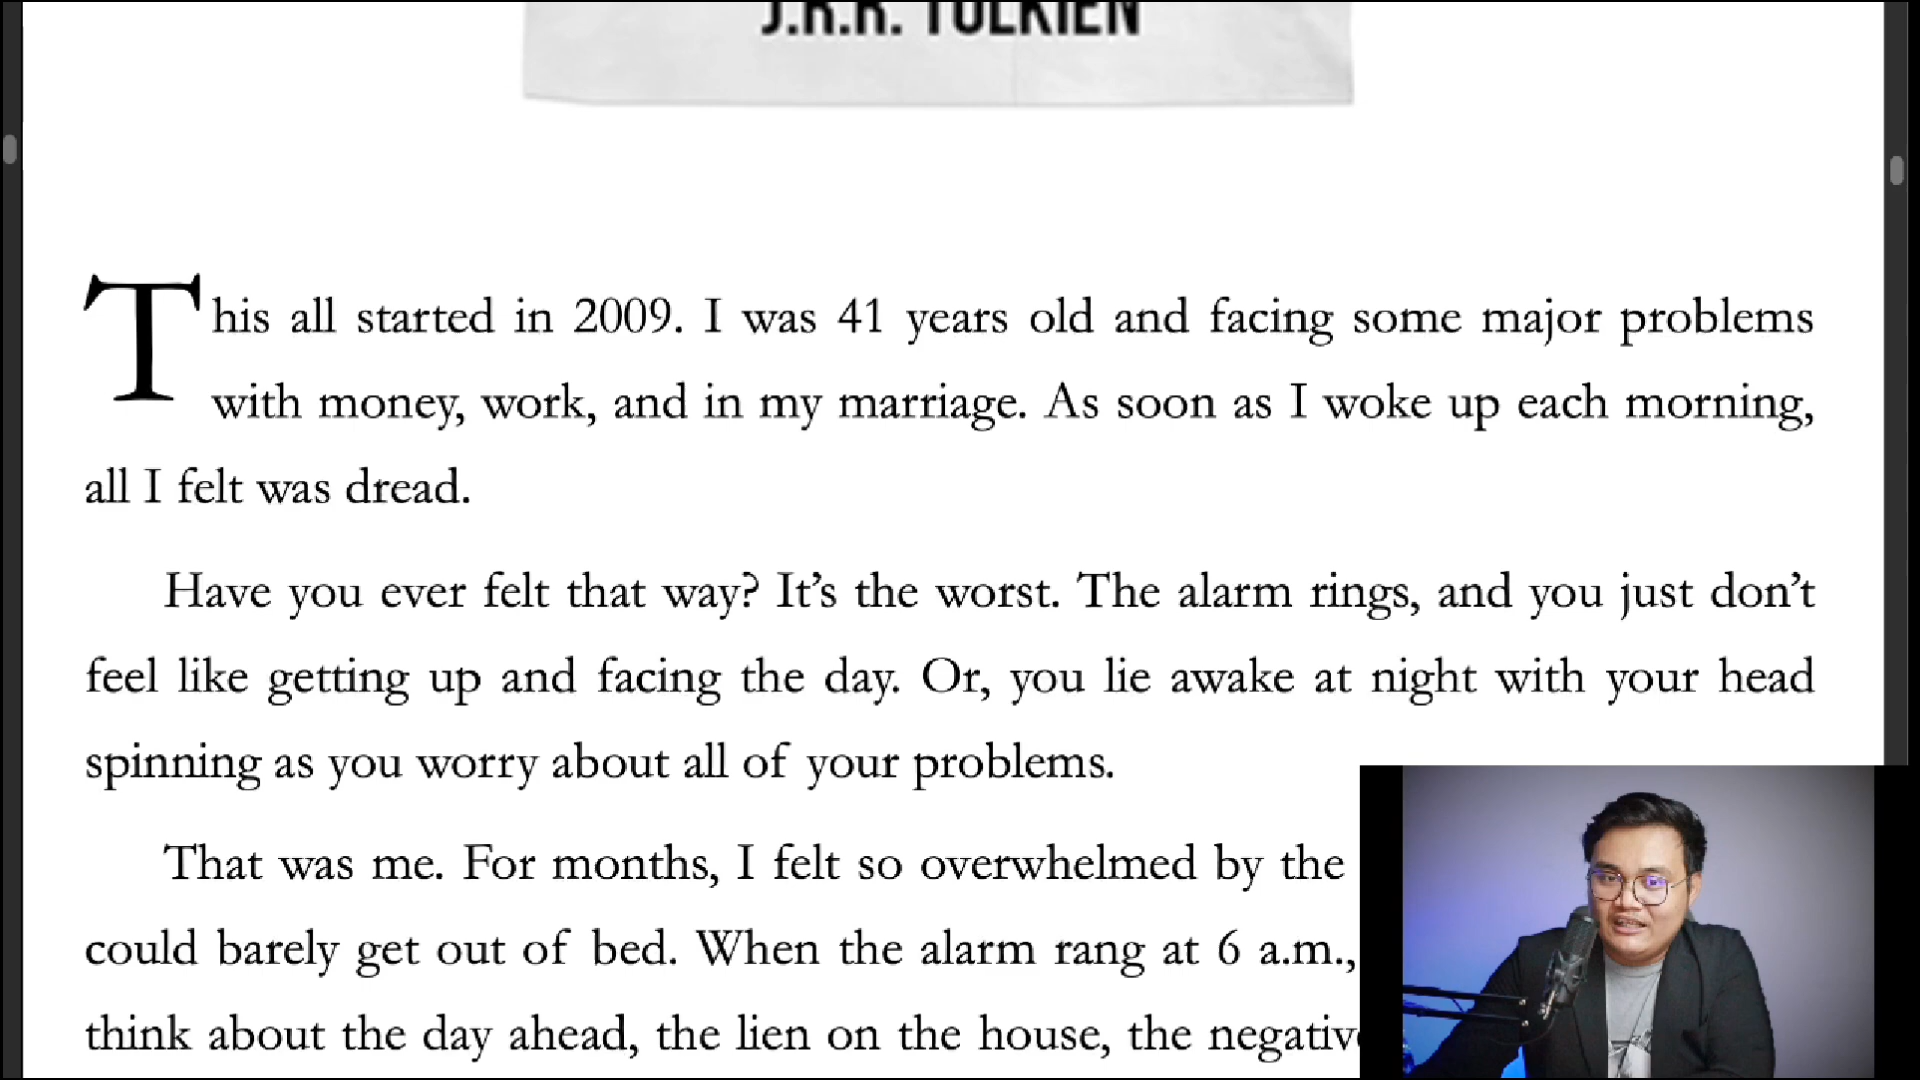 J.R.R. TOLKIEN
This all started in 2009. I was 41 years old and facing some major problems
with money, work, and in my marriage. As soon as I woke up each morning,
all I felt was dread.
Have you ever felt that way? It’s the worst. The alarm rings, and you just don’t
feel like getting up and facing the day. Or, you lie awake at night with your head
spinning as you worry about all of your problems.
That was me. For months, I felt so overwhelmed by the
could barely get out of bed. When the alarm rang at 6 a.m.,
think about the day ahead, the lien on the house, the